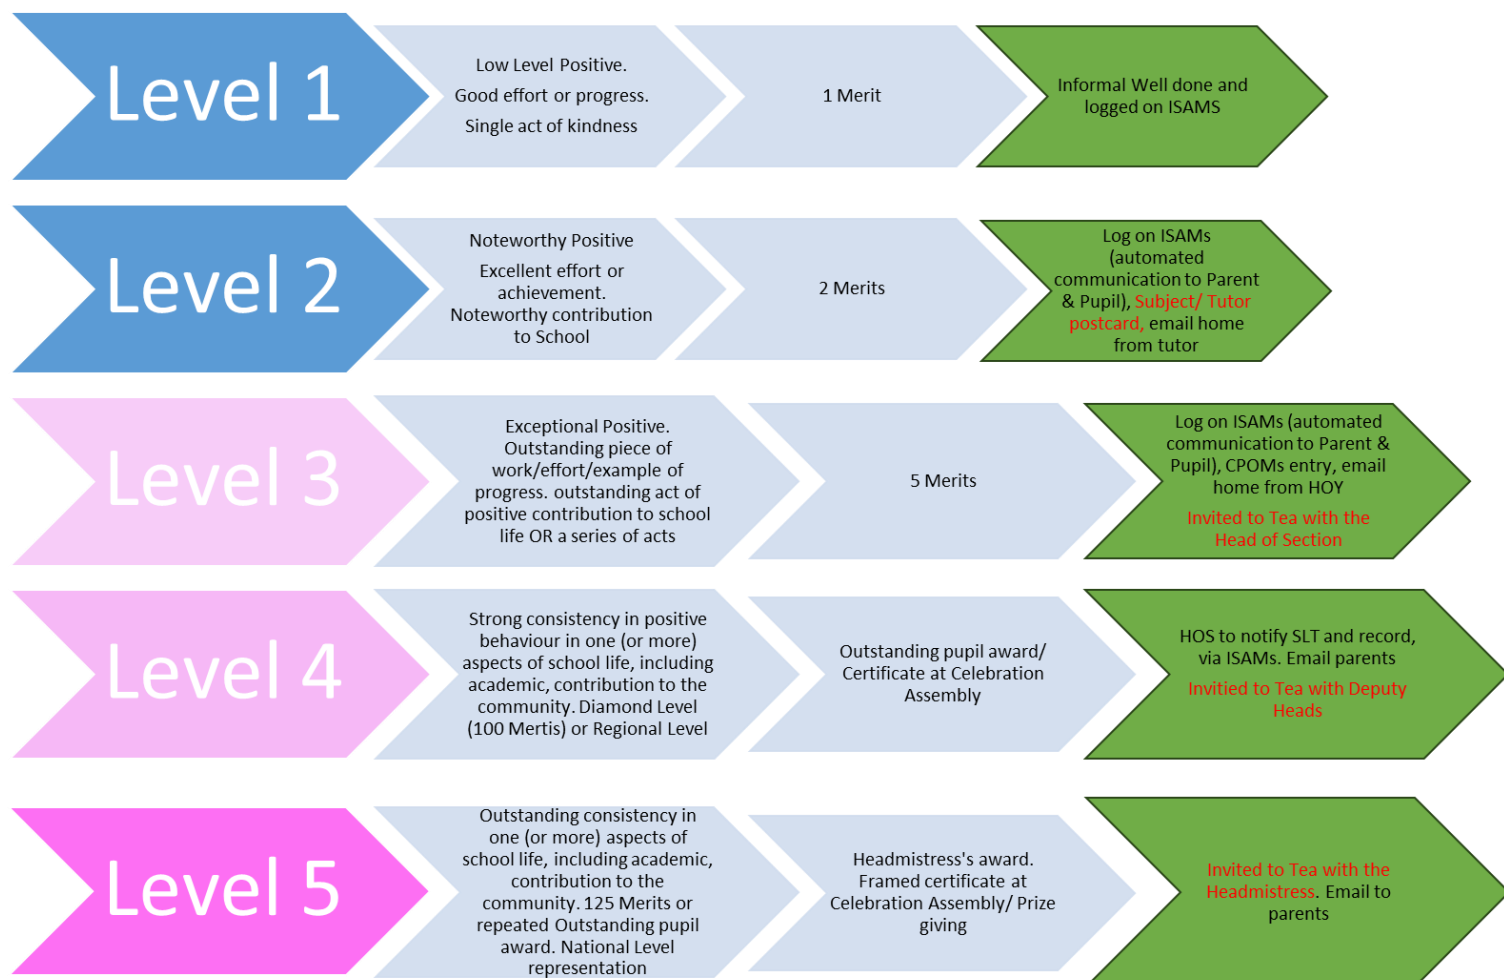 Level 1
Low Level Positive.
Good effort or progress.
Single act of kindness
1 Merit
Informal Well done and
logged on ISAMS
Level 2
Noteworthy Positive
Excellent effort or
achievement.
Noteworthy contribution
to School
2 Merits
Log on ISAMs
(automated
communication to Parent
& Pupil), Subject/ Tutor
postcard, email home
from tutor
Level 3
Exceptional Positive.
Outstanding piece of
work/effort/example of
progress. outstanding act of
positive contribution to school
life OR a series of acts
5 Merits
Log on ISAMs (automated
communication to Parent &
Pupil), CPOMs entry, email
home from HOY
Invited to Tea with the
Head of Section
Level 4
Strong consistency in positive
behaviour in one (or more)
aspects of school life, including
academic, contribution to the
community. Diamond Level
(100 Mertis) or Regional Level
Outstanding pupil award/
Certificate at Celebration
Assembly
HOS to notify SLT and record,
via ISAMs. Email parents
Invitied to Tea with Deputy
Heads
Level 5
Outstanding consistency in
one (or more) aspects of
school life, including academic,
contribution to the
community. 125 Merits or
repeated Outstanding pupil
award. National Level
representation
Headmistress's award.
Framed certificate at
Celebration Assembly/ Prize
giving
Invited to Tea with the
Headmistress. Email to
parents